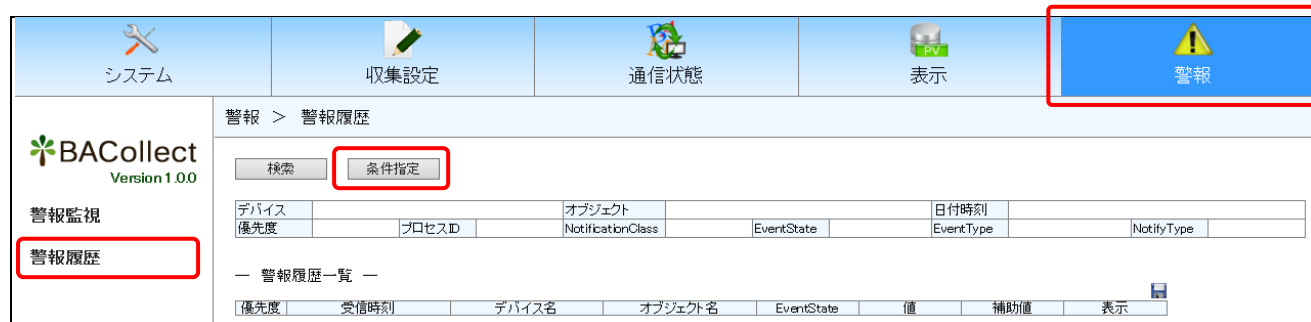 システム 収集設定 通信状態 PV 表示 警報
警報 ＞ 警報履歴
BACollect
Version 1.0.0
検索 条件指定
警報監視
警報履歴
デバイス オブジェクト 日付時刻
優先度 プロセスID NotificationClass EventState EventType NotifyType
― 警報履歴一覧 ―
優先度 受信時刻 デバイス名 オブジェクト名 EventState 値 補助値 表示